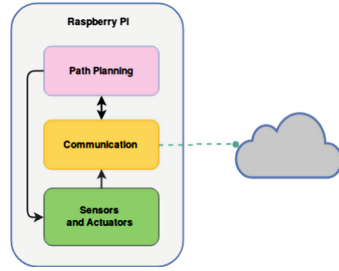 Raspberry Pi
Path Planning
Communication
Sensors
and Actuators